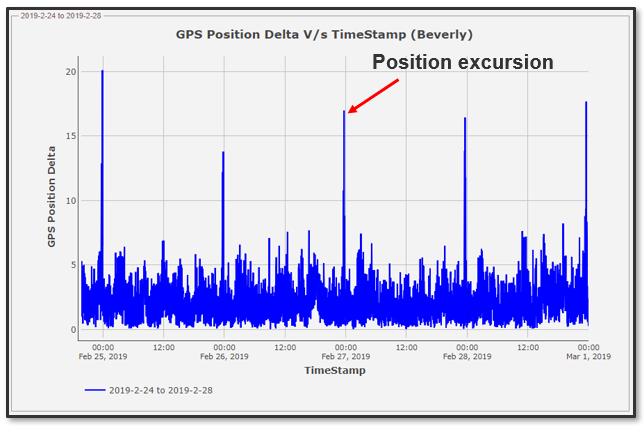 2019-2-24 to 2019-2-28
GPS Position Delta V/s TimeStamp (Beverly)
Position excursion
20
15
10
5
0
GPS Position Delta
00:00 12:00 00:00 12:00 00:00 12:00 00:00 12:00 00:00
Feb 25, 2019 Feb 26, 2019 Feb 27, 2019 Feb 28, 2019 Mar 1, 2019
TimeStamp
2019-2-24 to 2019-2-28